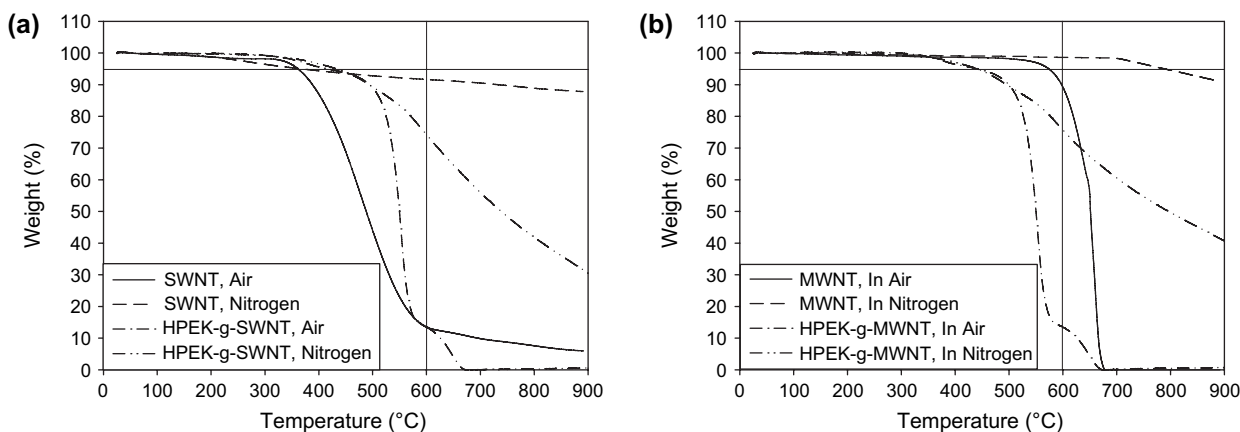 (a)
110
100
90
80
70
60
50
40
30
20
10
0
Weight (%)
SWNT, Air
SWNT, Nitrogen
HPEK-g-SWNT, Air
HPEK-g-SWNT, Nitrogen
0 100 200 300 400 500 600 700 800 900
Temperature (°C)
(b)
110
100
90
80
70
60
50
40
30
20
10
0
Weight (%)
MWNT, In Air
MWNT, In Nitrogen
HPEK-g-MWNT, In Air
HPEK-g-MWNT, In Nitrogen
0 100 200 300 400 500 600 700 800 900
Temperature (°C)